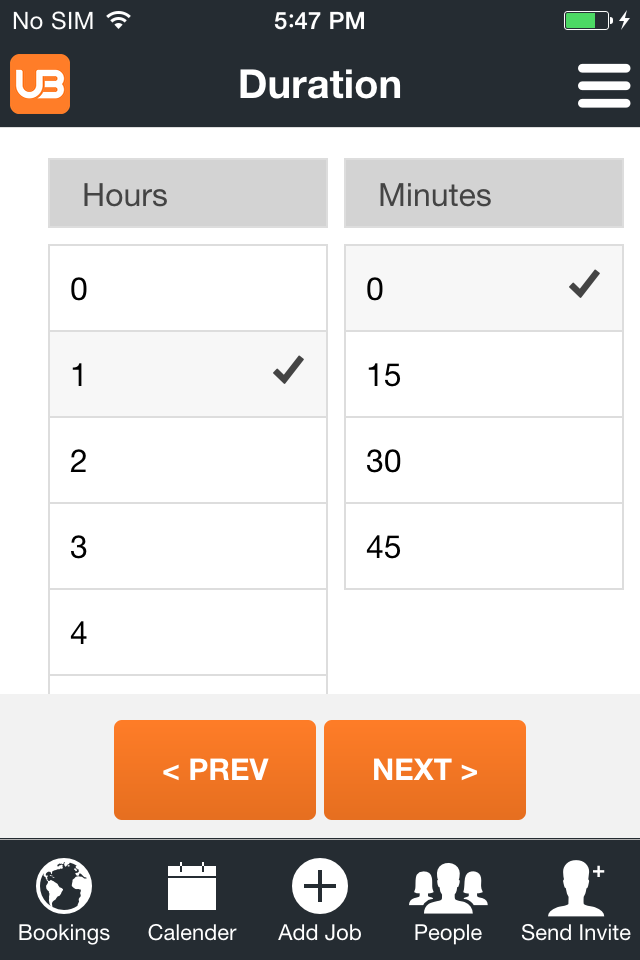 No SIM 5:47 PM
UB Duration
Hours Minutes
0 0
1 15
2 30
3 45
4
< PREV NEXT >
Bookings Calender Add Job People Send Invite